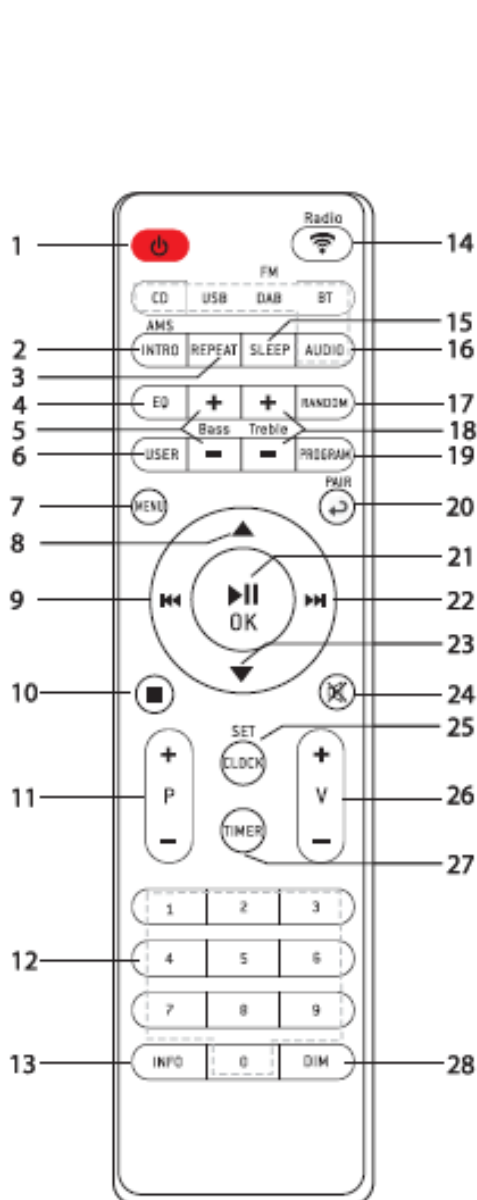 Radio
1
14
FM
CD USB DAB BT
AMS
15
2 INTRO REPEAT SLEEP AUDIO 16
3
4 EQ + + RANDOM 17
5 Bass Treble 18
6 USER - - PROGRAM 19
PAIR
7 MENU 20
8
21
9 OK 22
23
10 24
SET 25
+ CLOCK +
11 P V 26
- TIMER -
27
1 2 3
12 4 5 6
7 8 9
13 INFO 0 DIM 28